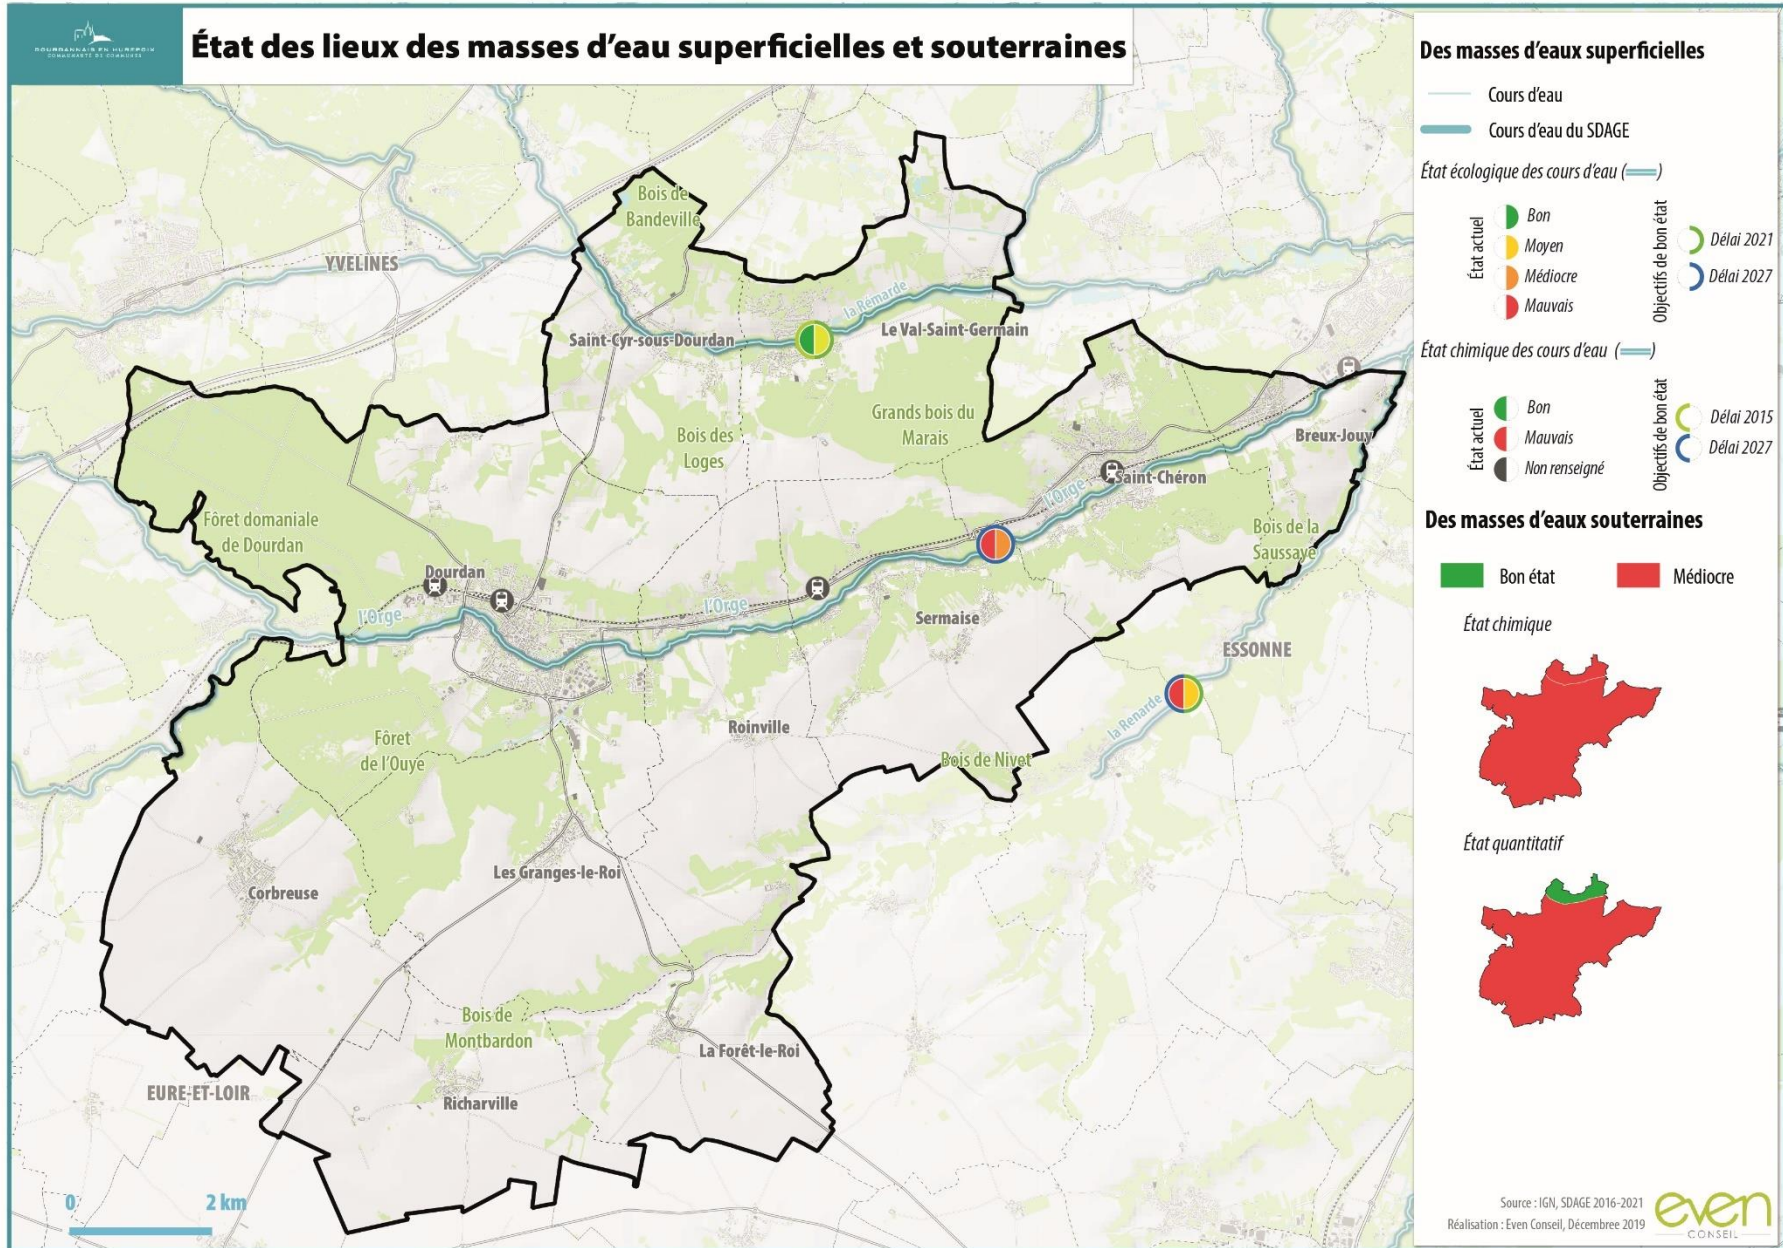 DOURDANNAIS EN HUREPOIX
COMMUNAUTÉ DE COMMUNES
État des lieux des masses d'eau superficielles et souterraines
Bois de
Bandeville
YVELINES
la Rémarde
Saint-Cyr-sous-Dourdan
Le Val-Saint-Germain
Grands bois du
Marais
Bois des
Loges
Breux-Jouy
Saint-Chéron
l'Orge
Fôret domaniale
de Dourdan
Bois de la
Saussaye
Dourdan
l'Orge
l'Orge
Sermaise
ESSONNE
la Renarde
Roinville
Fôret
de l'Ouye
Bois de Nivet
Les Granges-le-Roi
Corbreuse
Bois de
Montbardon
La Forêt-le-Roi
EURE-ET-LOIR
Richarville
0
2 km
Des masses d'eaux superficielles
Cours d'eau
Cours d'eau du SDAGE
État écologique des cours d'eau ( )
État actuel
Bon
Moyen
Médiocre
Mauvais
Objectifs de bon état
Délai 2021
Délai 2027
État chimique des cours d'eau ( )
État actuel
Bon
Mauvais
Non renseigné
Objectifs de bon état
Délai 2015
Délai 2027
Des masses d'eaux souterraines
Bon état
Médiocre
État chimique
État quantitatif
Source : IGN, SDAGE 2016-2021
Réalisation : Even Conseil, Décembree 2019
even
CONSEIL